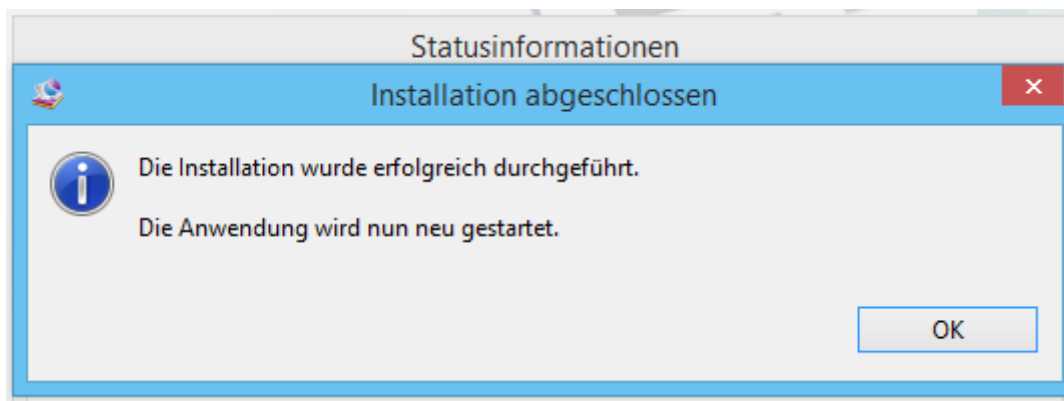 Statusinformationen
Installation abgeschlossen
Die Installation wurde erfolgreich durchgeführt.
Die Anwendung wird nun neu gestartet.
OK